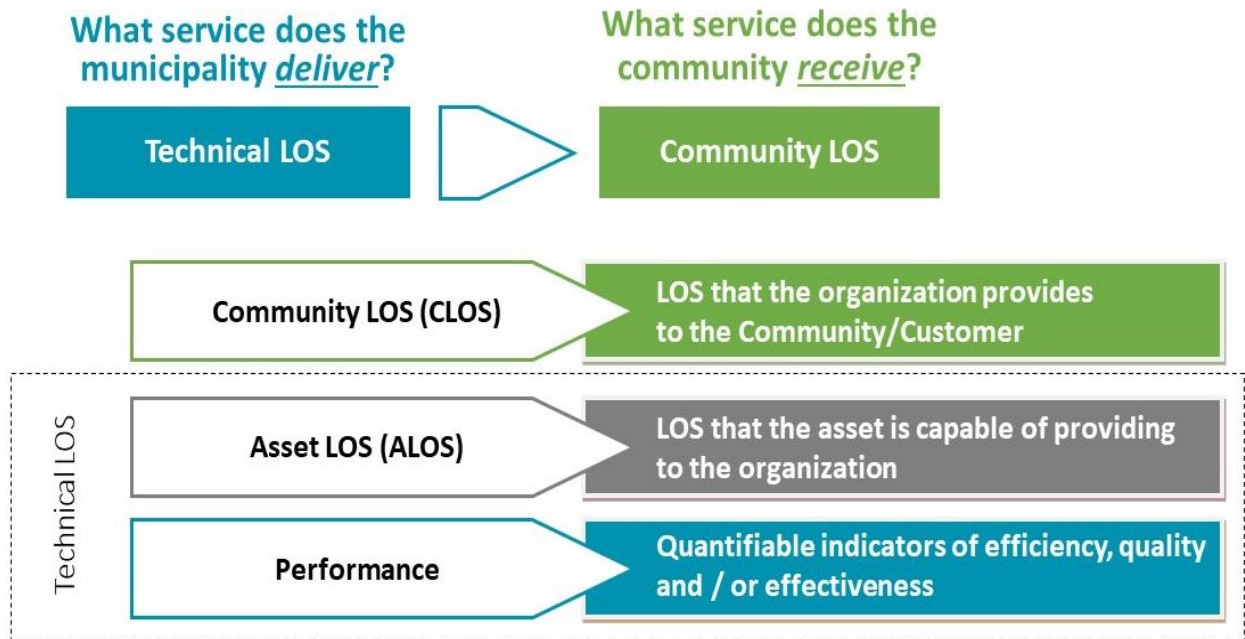 What service does the
municipality deliver?
What service does the
community receive?
Technical LOS
Community LOS
Community LOS (CLOS)
LOS that the organization provides
to the Community/Customer
Technical LOS
Asset LOS (ALOS)
LOS that the asset is capable of providing
to the organization
Performance
Quantifiable indicators of efficiency, quality
and / or effectiveness